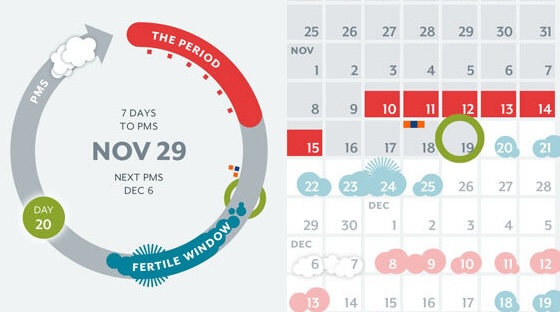 THE PERIOD
PMS
7 DAYS
TO PMS
NOV 29
NEXT PMS
DEC 6
DAY
20
FERTILE WINDOW
25 26 27 28 29 30 31
NOV
1 2 3 4 5 6 7
8 9 10 11 12 13 14
15 16 17 18 19 20 21
22 23 24 25 26 27 28
DEC
29 30 1 2 3 4 5
DEC
6 7 8 9 10 11 12
13 14 15 16 17 18 19